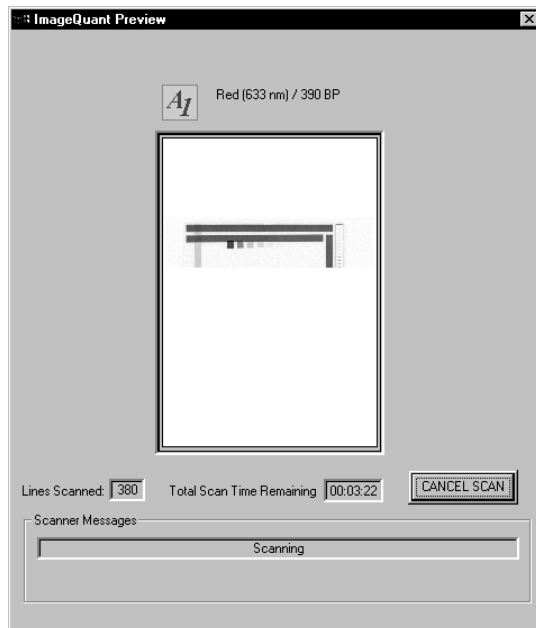 ImageQuant Preview
A1
Red (633 nm) / 390 BP
Lines Scanned: 380
Total Scan Time Remaining 00:03:22
CANCEL SCAN
Scanner Messages
Scanning